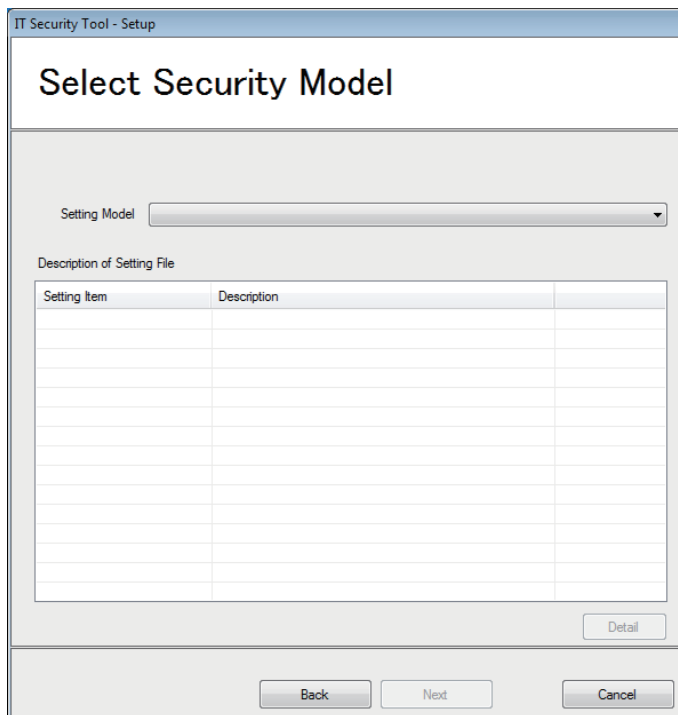 IT Security Tool - Setup
Select Security Model
Setting Model
Description of Setting File
Setting Item Description
Detail
Back Next Cancel